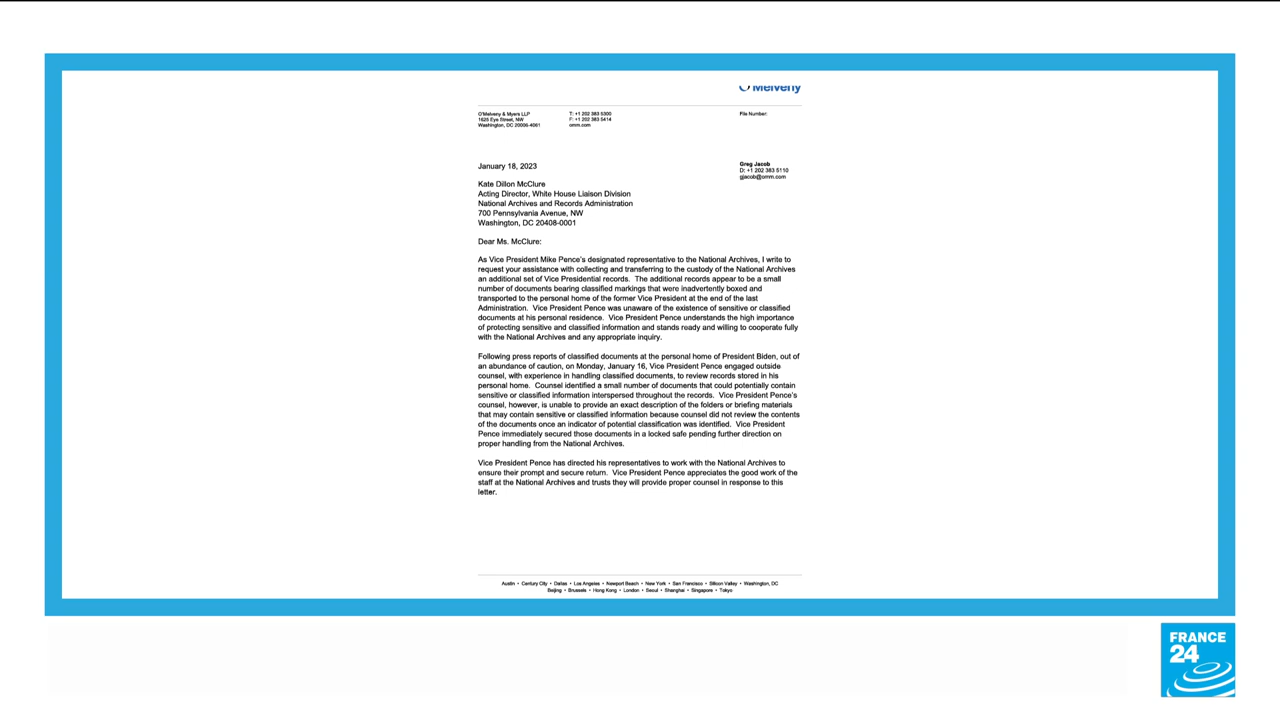 O'Melveny
O'Melveny & Myers LLP
1625 Eye Street, NW
Washington, DC 20006-4061
T: +1 202 383 5300
F: +1 202 383 5414
omm.com
File Number:
January 18, 2023
Greg Jacob
D: +1 202 383 5110
gjacob@omm.com
Kate Dillon McClure
Acting Director, White House Liaison Division
National Archives and Records Administration
700 Pennsylvania Avenue, NW
Washington, DC 20408-0001
Dear Ms. McClure:
As Vice President Mike Pence's designated representative to the National Archives, I write to
request your assistance with collecting and transferring to the custody of the National Archives
an additional set of Vice Presidential records. The additional records appear to be a small
number of documents bearing classified markings that were inadvertently boxed and
transported to the personal home of the former Vice President at the end of the last
Administration. Vice President Pence was unaware of the existence of sensitive or classified
documents at his personal residence. Vice President Pence understands the high importance
of protecting sensitive and classified information and stands ready and willing to cooperate fully
with the National Archives and any appropriate inquiry.
Following press reports of classified documents at the personal home of President Biden, out of
an abundance of caution, on Monday, January 16, Vice President Pence engaged outside
counsel, with experience in handling classified documents, to review records stored in his
personal home. Counsel identified a small number of documents that could potentially contain
sensitive or classified information interspersed throughout the records. Vice President Pence's
counsel, however, is unable to provide an exact description of the folders or briefing materials
that may contain sensitive or classified information because counsel did not review the contents
of the documents once an indicator of potential classification was identified. Vice President
Pence immediately secured those documents in a locked safe pending further direction on
proper handling from the National Archives.
Vice President Pence has directed his representatives to work with the National Archives to
ensure their prompt and secure return. Vice President Pence appreciates the good work of the
staff at the National Archives and trusts they will provide proper counsel in response to this
letter.
Austin • Century City • Dallas • Los Angeles • Newport Beach • New York • San Francisco • Silicon Valley • Washington, DC
Beijing • Brussels • Hong Kong • London • Seoul • Shanghai • Singapore • Tokyo
FRANCE
24